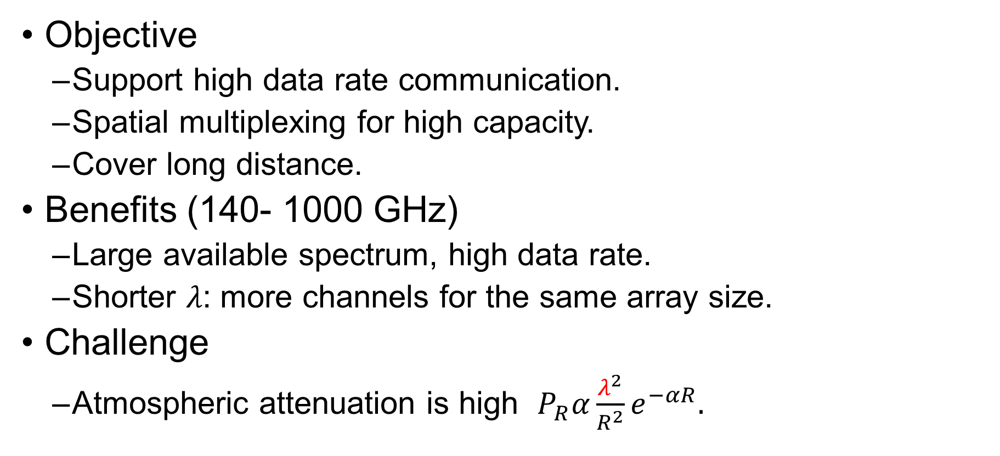 • Objective
–Support high data rate communication.
–Spatial multiplexing for high capacity.
–Cover long distance.
• Benefits (140- 1000 GHz)
–Large available spectrum, high data rate.
–Shorter λ: more channels for the same array size.
• Challenge
–Atmospheric attenuation is high $P_R \alpha \frac{\lambda^2}{R^2} e^{-\alpha R}$.